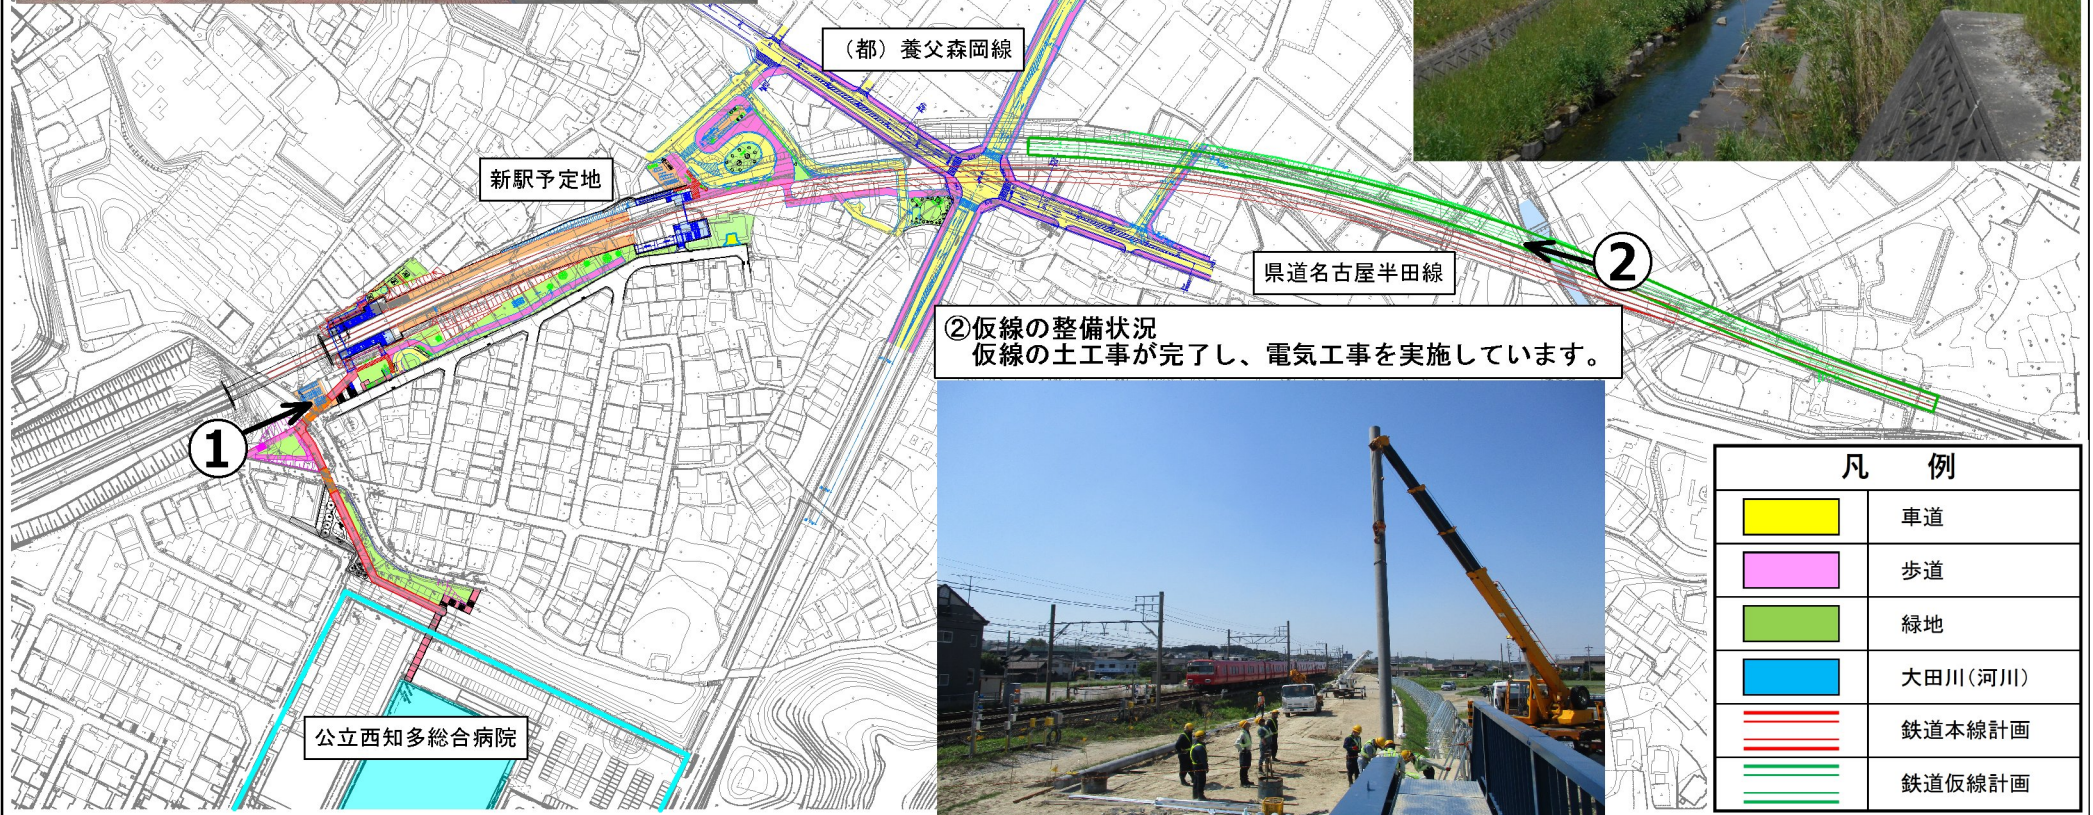 （都）養父森岡線
新駅予定地
県道名古屋半田線
②
①
②仮線の整備状況
仮線の土工事が完了し、電気工事を実施しています。
公立西知多総合病院
凡　例
車道
歩道
緑地
大田川（河川）
鉄道本線計画
鉄道仮線計画